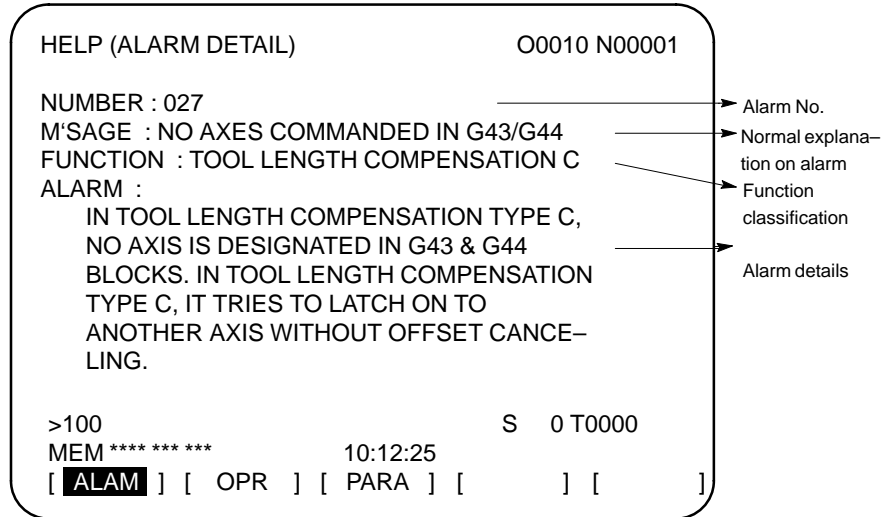 HELP (ALARM DETAIL) O0010 N00001
NUMBER : 027
M‘SAGE : NO AXES COMMANDED IN G43/G44
FUNCTION : TOOL LENGTH COMPENSATION C
ALARM :
IN TOOL LENGTH COMPENSATION TYPE C,
NO AXIS IS DESIGNATED IN G43 & G44
BLOCKS. IN TOOL LENGTH COMPENSATION
TYPE C, IT TRIES TO LATCH ON TO
ANOTHER AXIS WITHOUT OFFSET CANCE–
LING.
>100 S 0 T0000
MEM **** *** *** 10:12:25
[ ALAM ] [ OPR ] [ PARA ] [ ] [ ]
Alarm No.
Normal explana–
tion on alarm
Function
classification
Alarm details